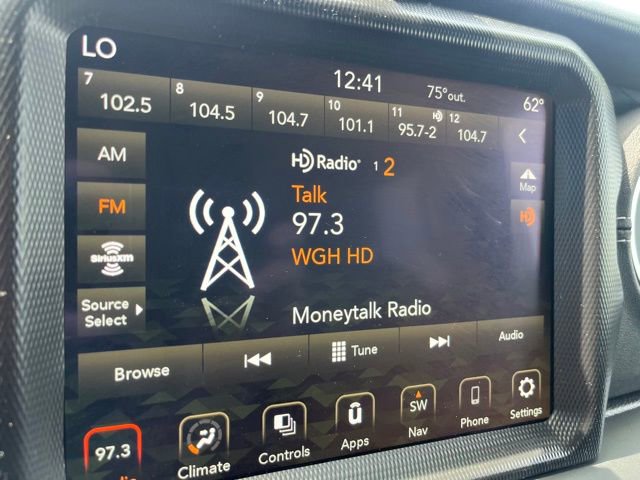 LO
12:41
75° out.
62°
7
102.5
8
104.5
9
104.7
10
101.1
11 HD
95.7-2
12
104.7
AM
FM
SiriusXm
Source
Select
HD Radio 1 2
Talk
97.3
WGH HD
Moneytalk Radio
Map
HD
Browse
Tune
Audio
97.3
Climate
Controls
Apps
SW
Nav
Phone
Settings